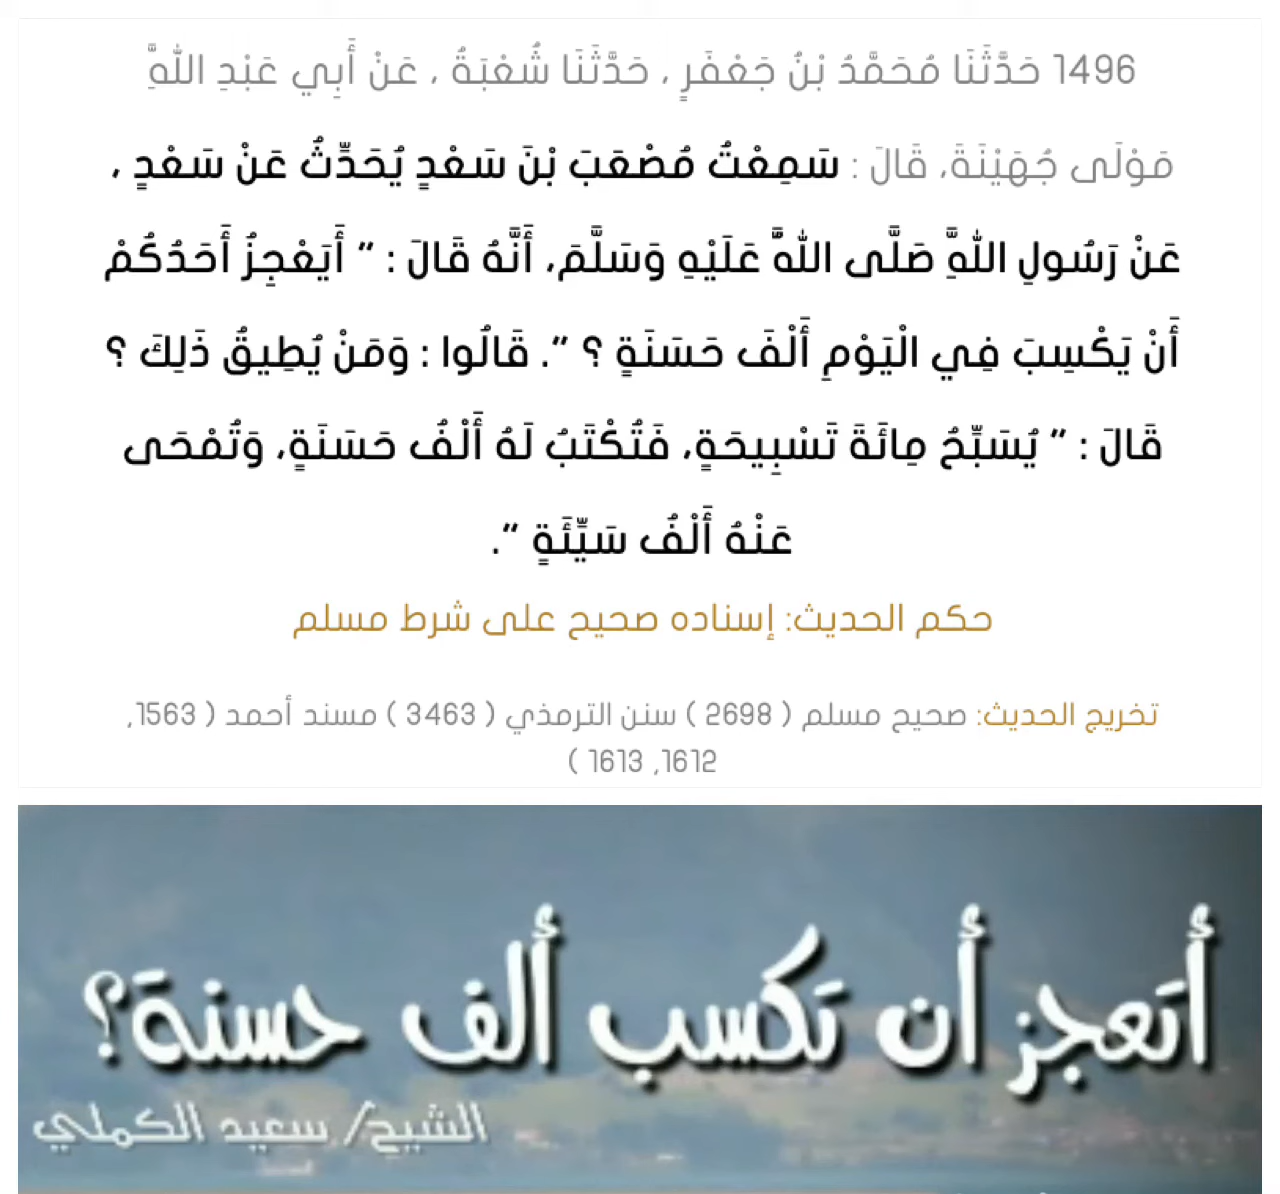 1496 حَدَّثَنَا مُحَمَّدُ بْنُ جَعْفَرٍ ، حَدَّثَنَا شُعْبَةُ ، عَنْ أَبِي عَبْدِ اللَّهِ
مَوْلَى جُهَيْنَةَ، قَالَ : سَمِعْتُ مُصْعَبَ بْنَ سَعْدٍ يُحَدِّثُ عَنْ سَعْدٍ ،
عَنْ رَسُولِ اللَّهِ صَلَّى اللَّهُ عَلَيْهِ وَسَلَّمَ، أَنَّهُ قَالَ : " أَيَعْجِزُ أَحَدُكُمْ
أَنْ يَكْسِبَ فِي الْيَوْمِ أَلْفَ حَسَنَةٍ ؟ ". قَالُوا : وَمَنْ يُطِيقُ ذَلِكَ ؟
قَالَ : " يُسَبِّحُ مِائَةَ تَسْبِيحَةٍ، فَتُكْتَبُ لَهُ أَلْفُ حَسَنَةٍ، وَتُمْحَى
عَنْهُ أَلْفُ سَيِّئَةٍ ".
حكم الحديث: إسناده صحيح على شرط مسلم
تخريج الحديث: صحيح مسلم ( 2698 ) سنن الترمذي ( 3463 ) مسند أحمد ( 1563,
1612, 1613 )
أتعجز أن تكسب ألف حسنة؟
الشيخ/ سعيد الكملي